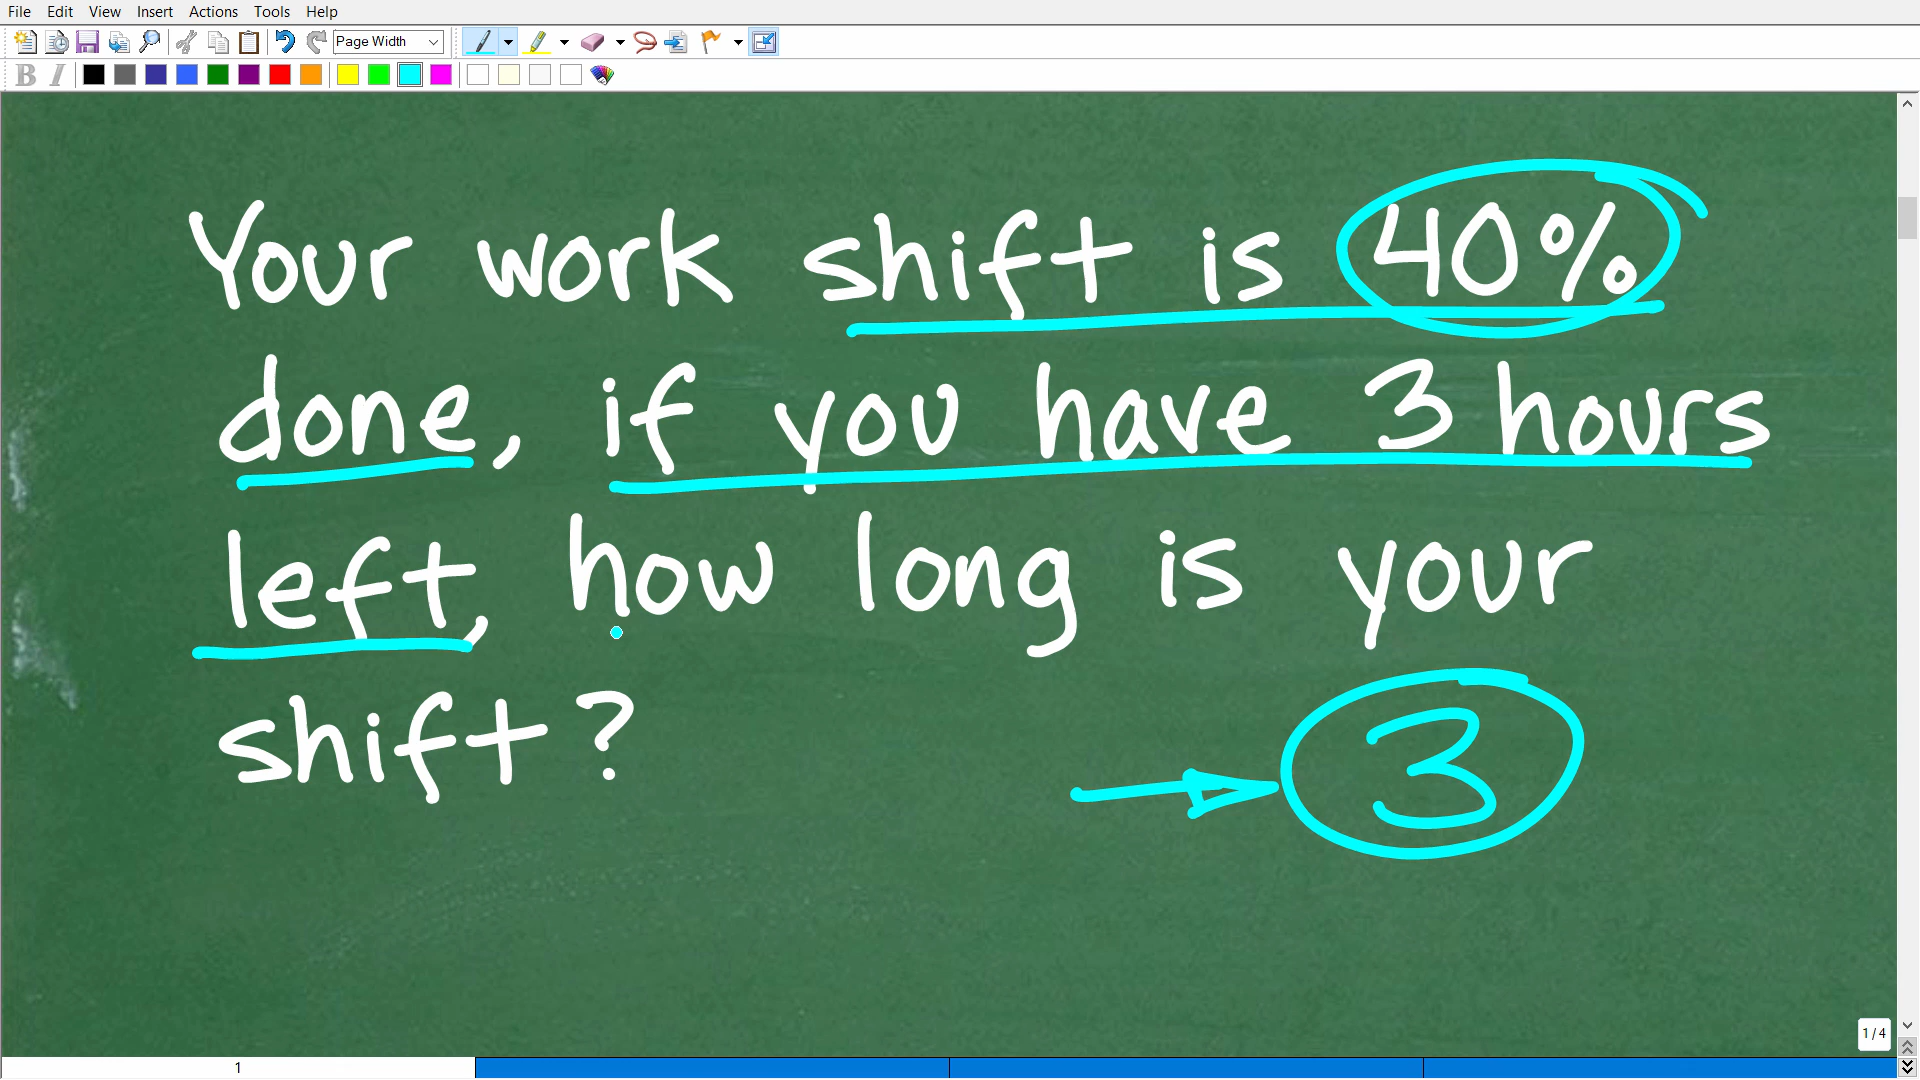 File Edit View Insert Actions Tools Help
Page Width
B I
Your work shift is 40%
done, if you have 3 hours
left, how long is your
shift?
3
1 / 4
1